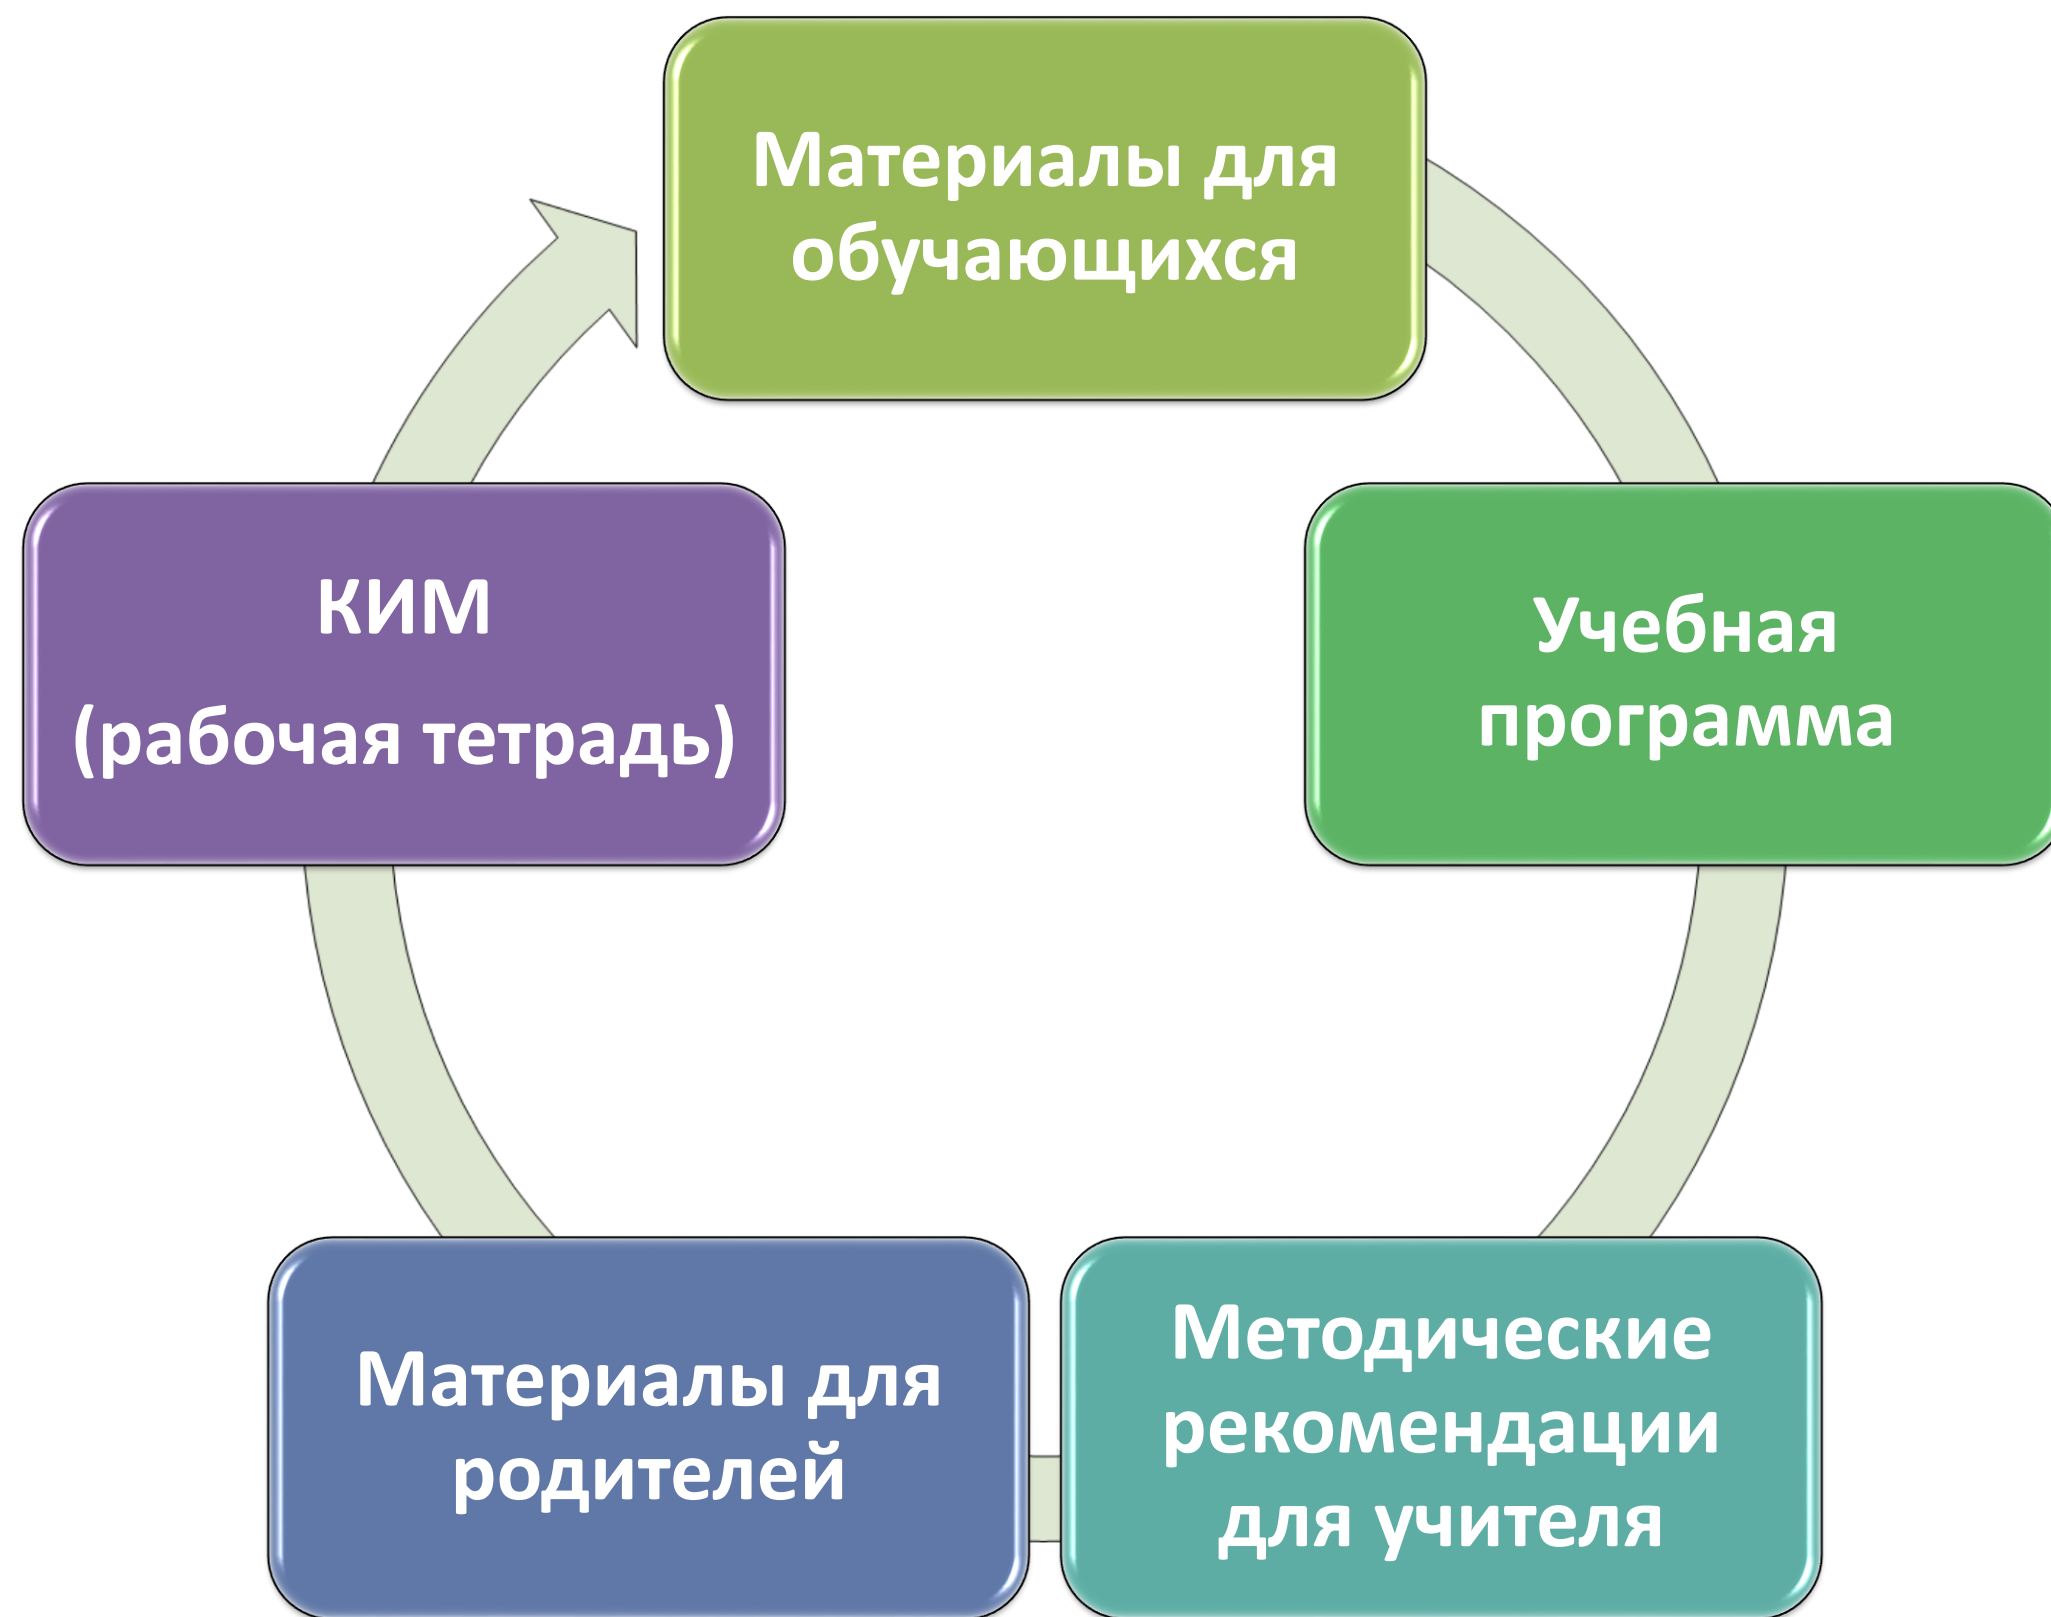 Материалы для
обучающихся
Учебная
программа
Методические
рекомендации
для учителя
Материалы для
родителей
КИМ
(рабочая тетрадь)